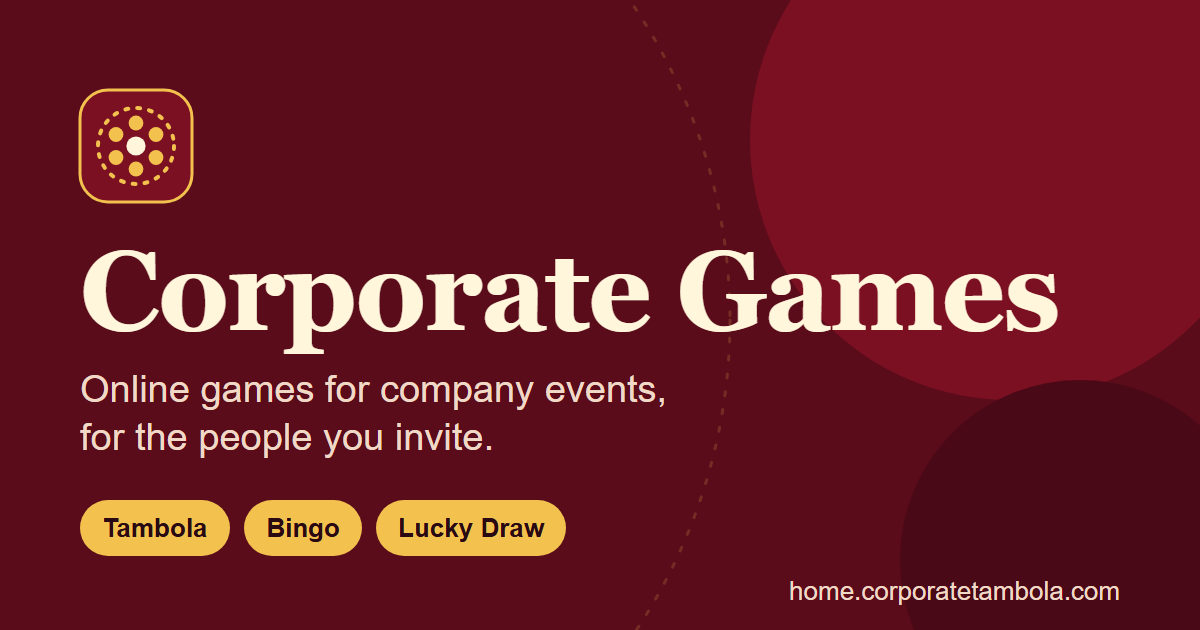 Corporate Games
Online games for company events,
for the people you invite.
Tambola
Bingo
Lucky Draw
home.corporatetambola.com